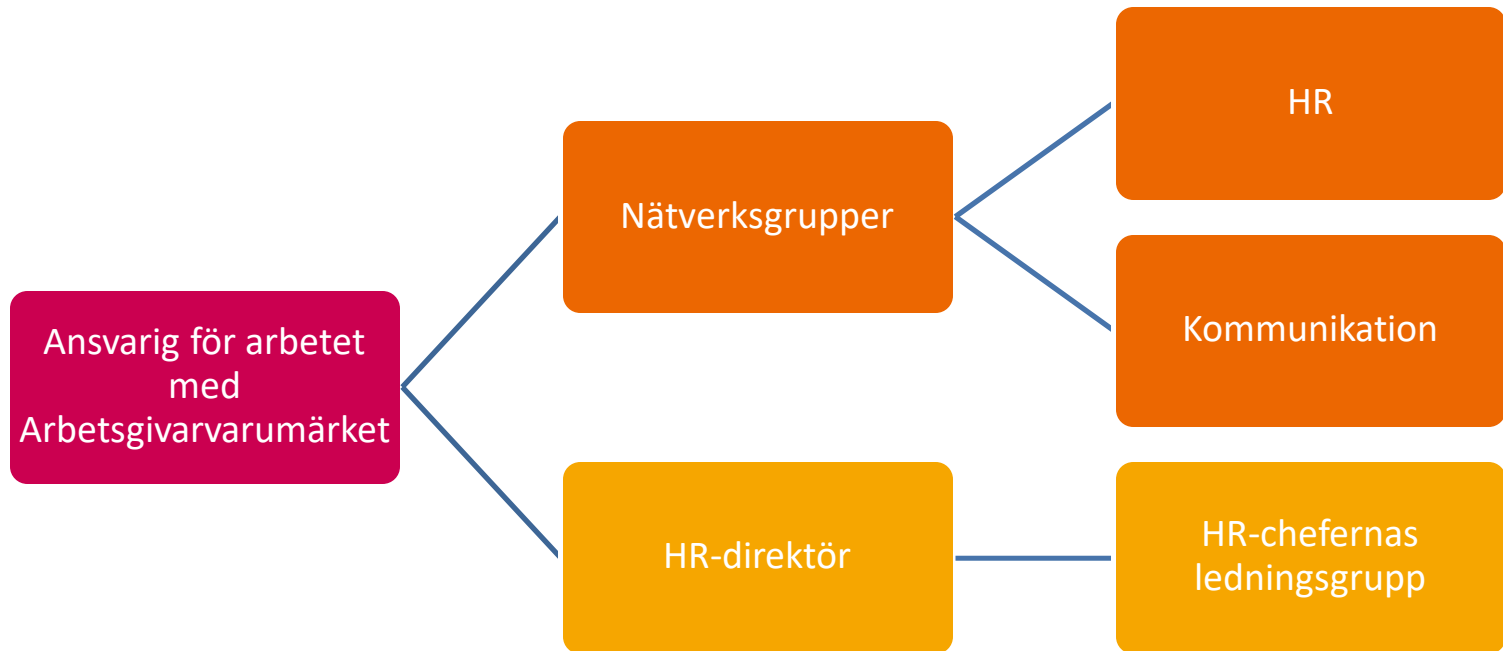 Ansvarig för arbetet
med
Arbetsgivarvarumärket
Nätverksgrupper
HR
Kommunikation
HR-direktör
HR-chefernas
ledningsgrupp